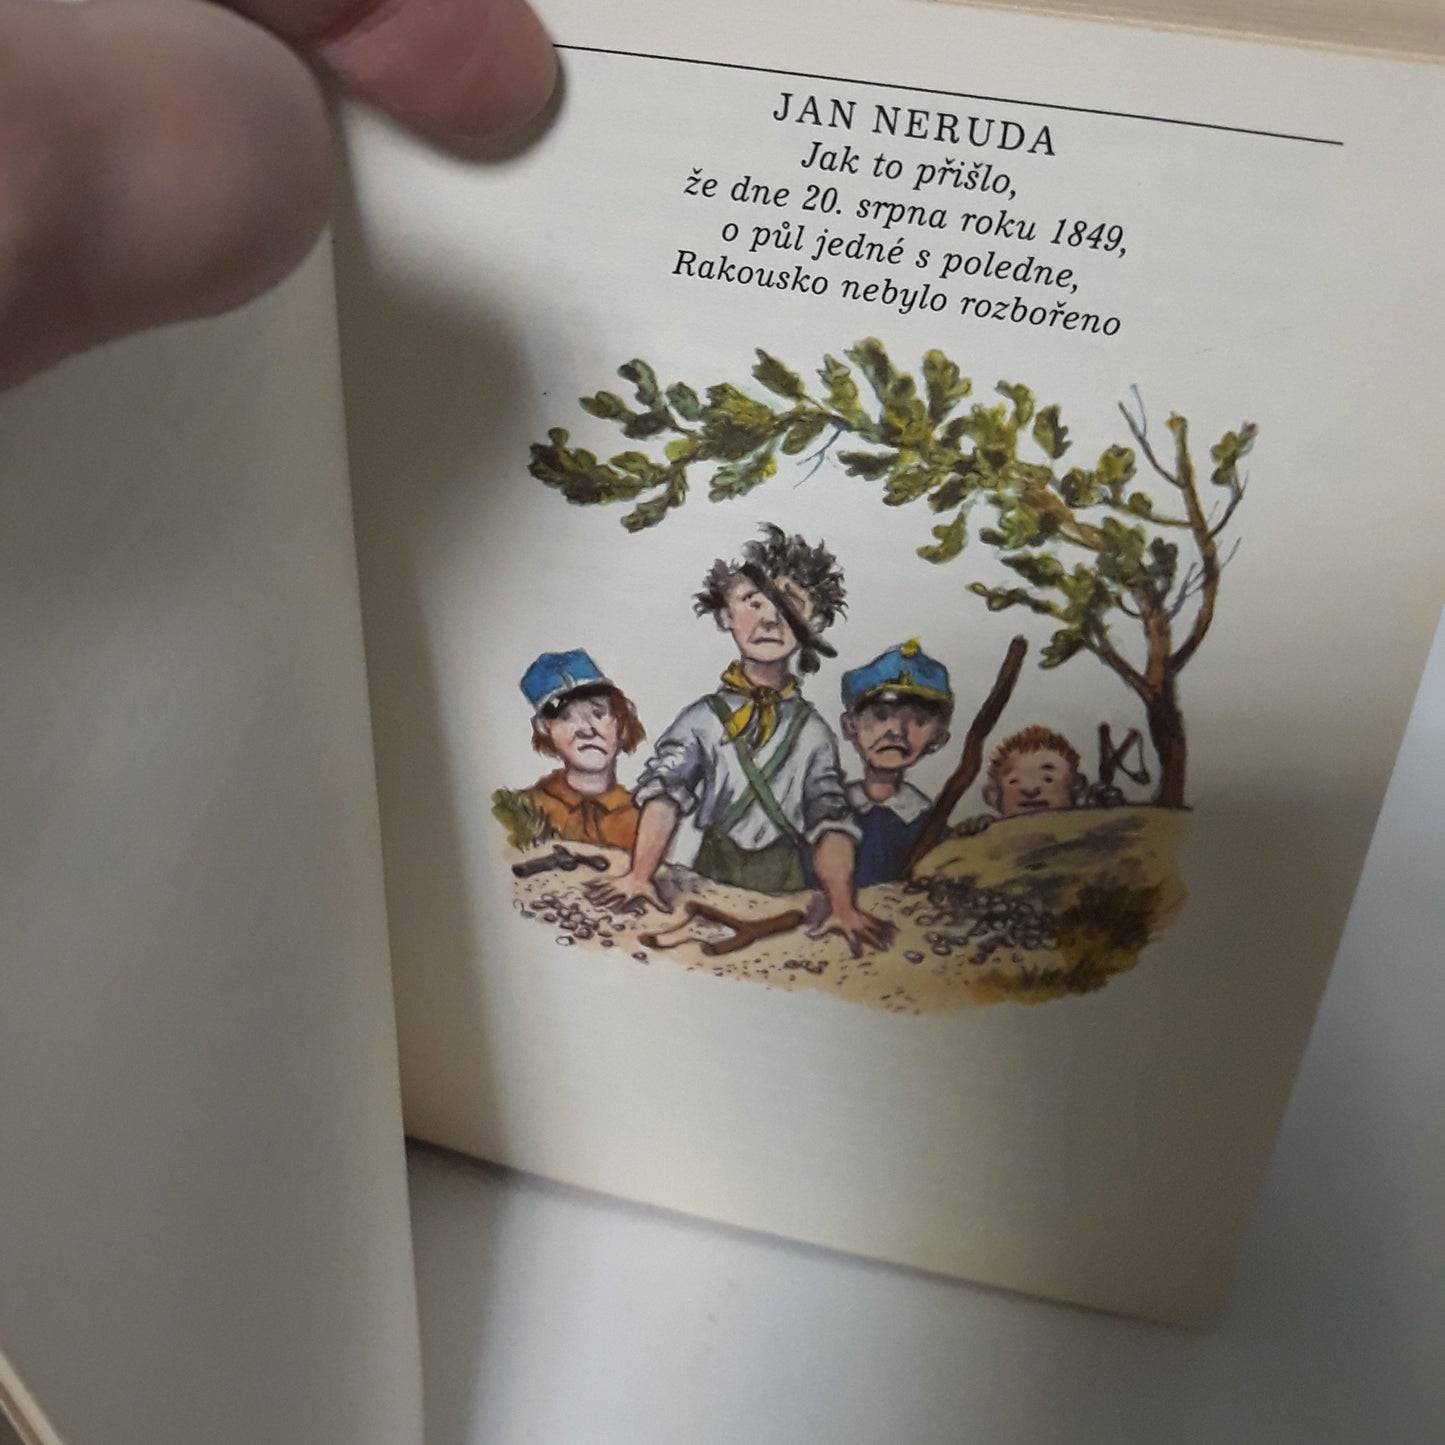 JAN NERUDA
Jak to přišlo,
že dne 20. srpna roku 1849,
o půl jedné s poledne,
Rakousko nebylo rozbořeno